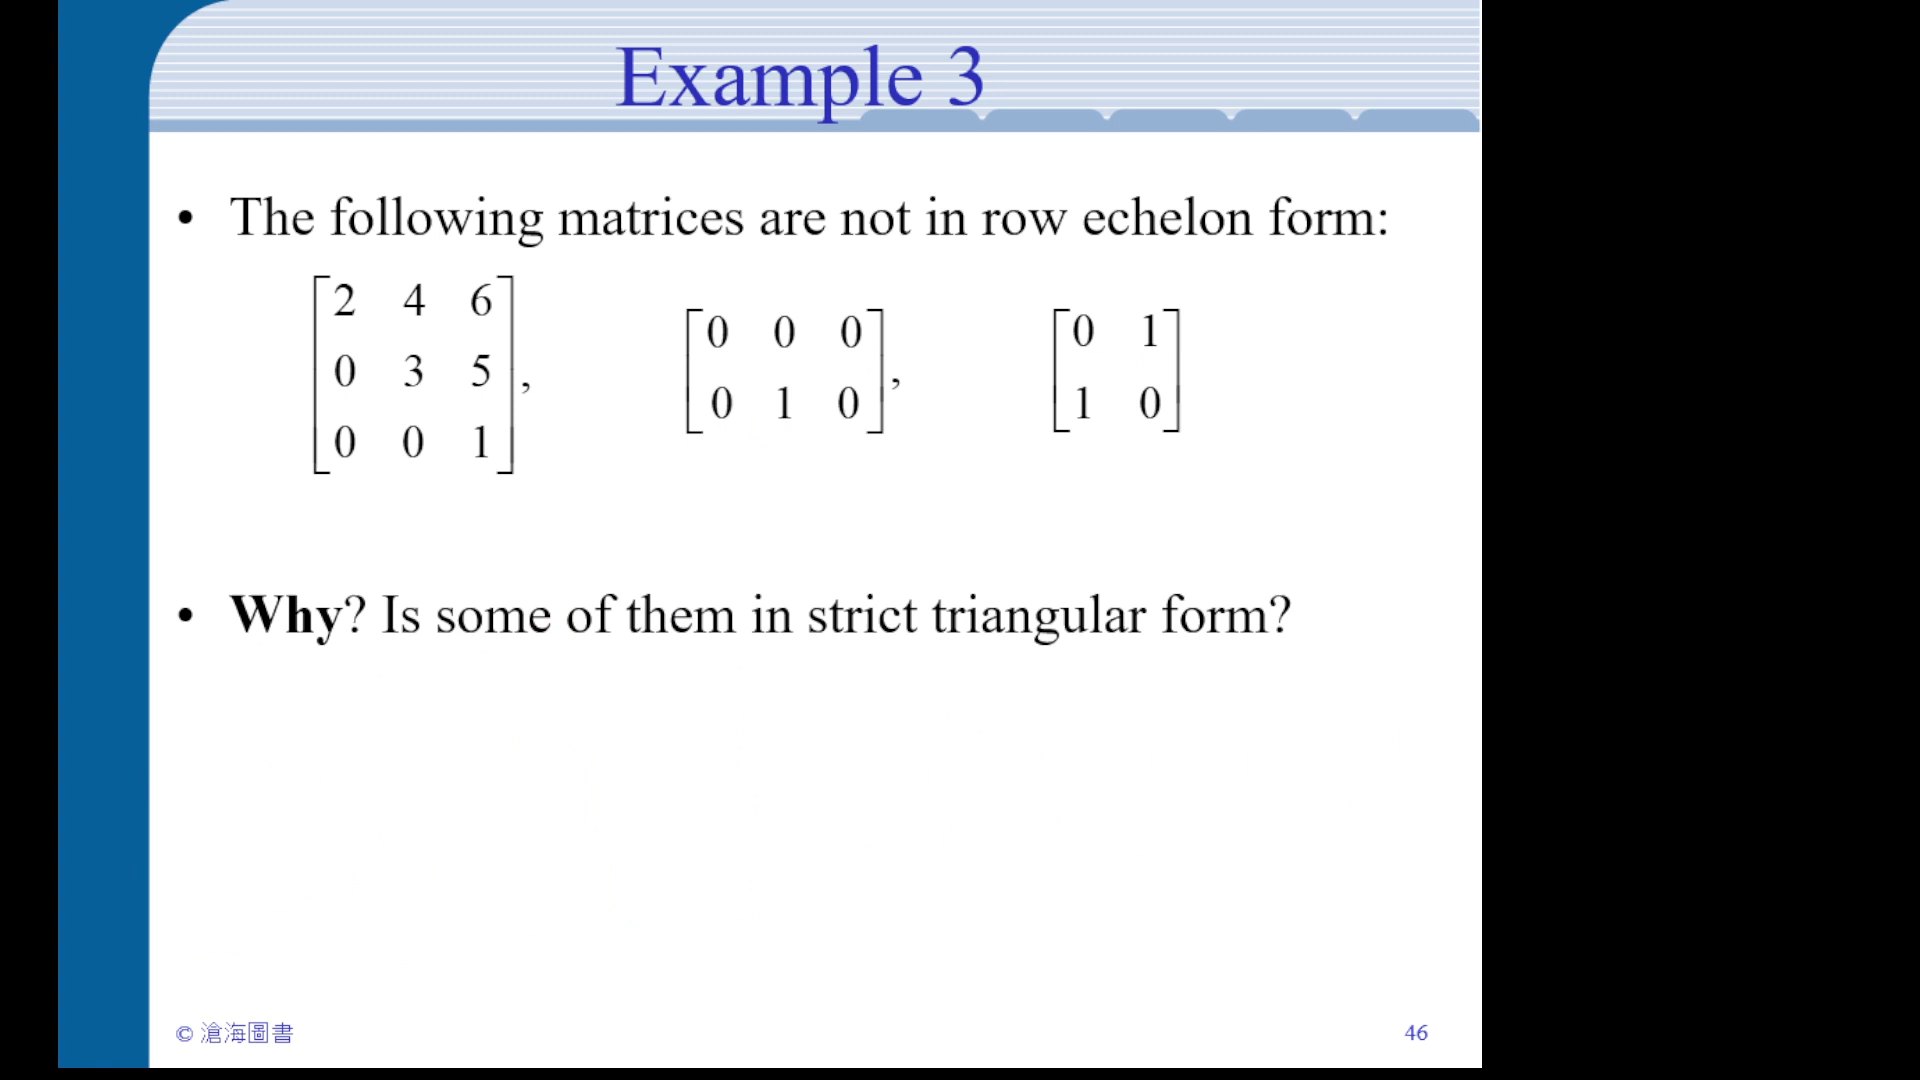 Example 3
• The following matrices are not in row echelon form:
[2 4 6
0 3 5
0 0 1],
[0 0 0
0 1 0],
[0 1
1 0]
• Why? Is some of them in strict triangular form?
© 滄海圖書
46